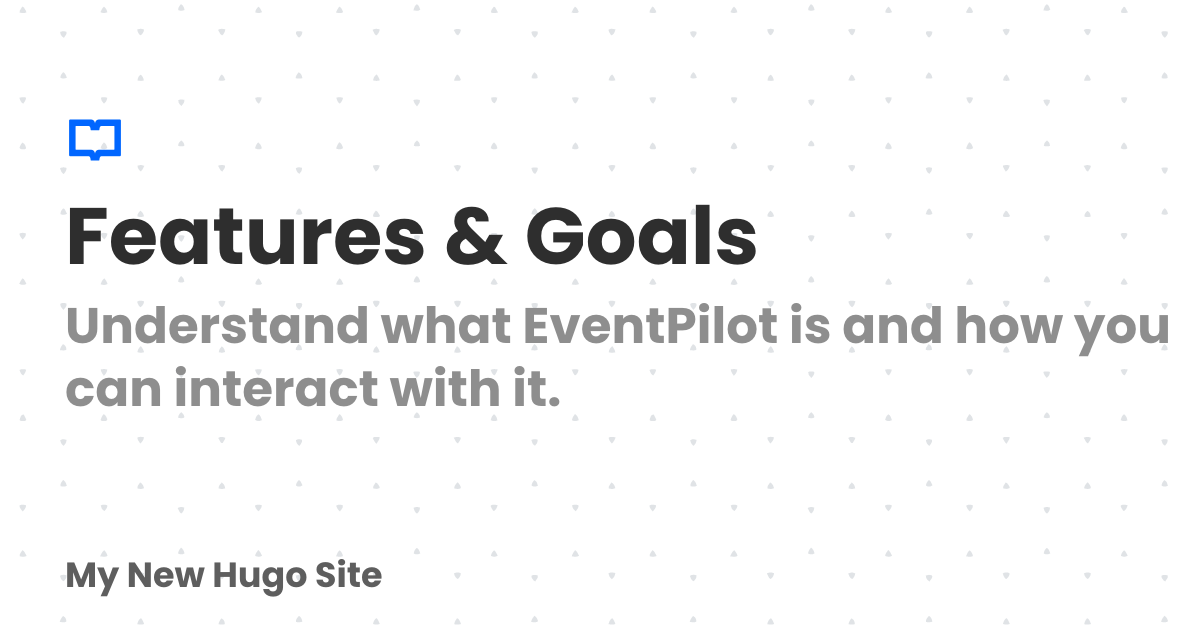 Features & Goals
Understand what EventPilot is and how you
can interact with it.
My New Hugo Site